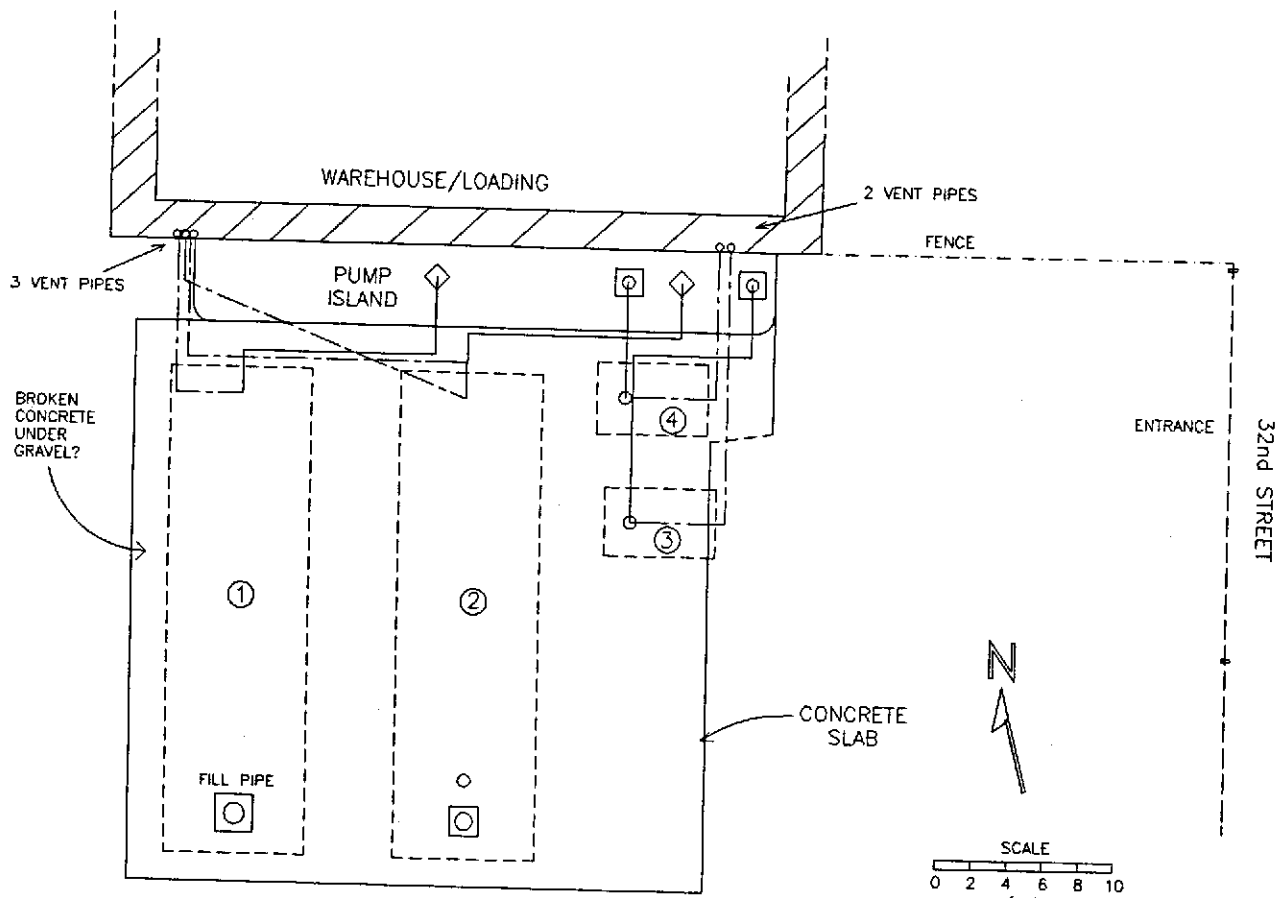 WAREHOUSE/LOADING
2 VENT PIPES
FENCE
3 VENT PIPES
PUMP
ISLAND
BROKEN
CONCRETE
UNDER
GRAVEL?
4
ENTRANCE
32nd STREET
3
1
2
N
CONCRETE
SLAB
FILL PIPE
SCALE
0 2 4 6 8 10